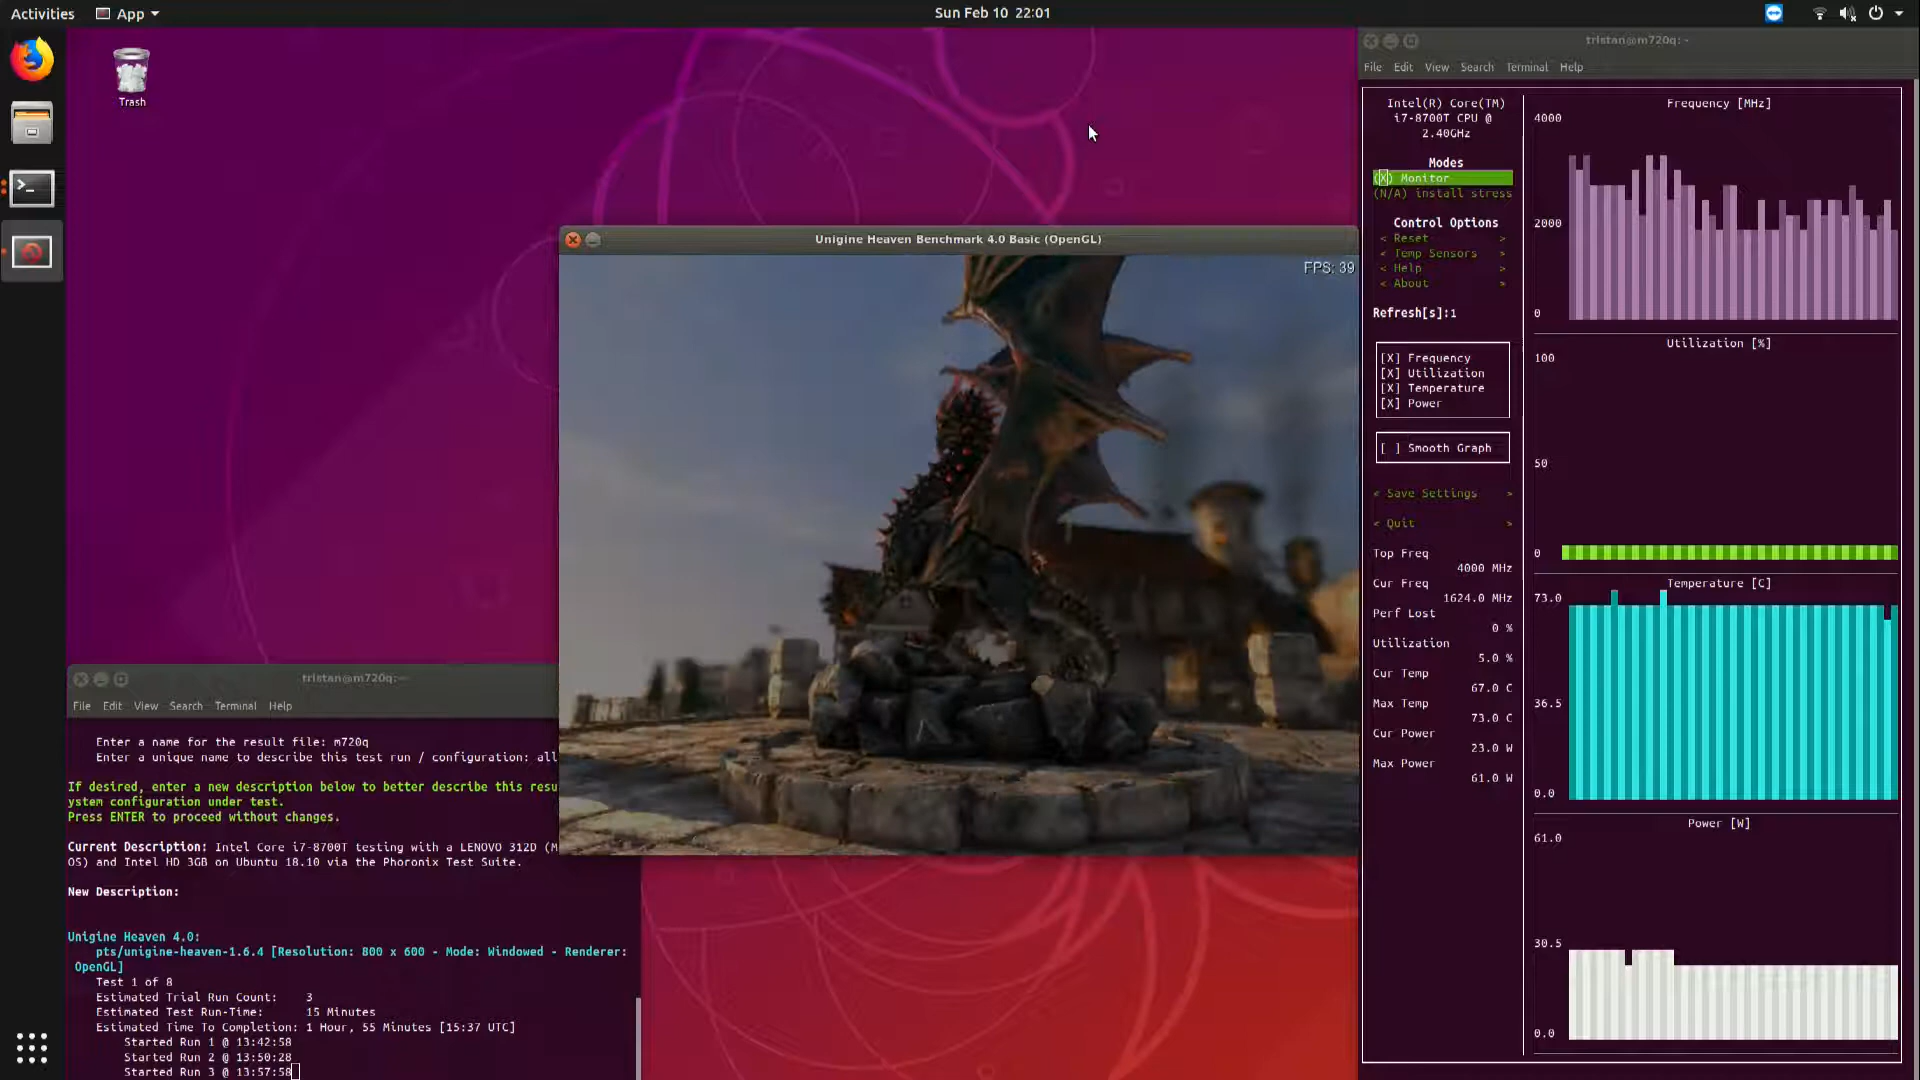 Activities
App
Sun Feb 10 22:01
Trash
tristan@m720q: ~
File Edit View Search Terminal Help
Enter a name for the result file: m720q
Enter a unique name to describe this test run / configuration: all
If desired, enter a new description below to better describe this resu
ystem configuration under test.
Press ENTER to proceed without changes.
Current Description: Intel Core i7-8700T testing with a LENOVO 312D (M
OS) and Intel HD 3GB on Ubuntu 18.10 via the Phoronix Test Suite.
New Description:
Unigine Heaven 4.0:
pts/unigine-heaven-1.6.4 [Resolution: 800 x 600 - Mode: Windowed - Renderer:
OpenGL]
Test 1 of 8
Estimated Trial Run Count: 3
Estimated Test Run-Time: 15 Minutes
Estimated Time To Completion: 1 Hour, 55 Minutes [15:37 UTC]
Started Run 1 @ 13:42:58
Started Run 2 @ 13:50:28
Started Run 3 @ 13:57:58
Unigine Heaven Benchmark 4.0 Basic (OpenGL)
FPS: 39
tristan@m720q: ~
File Edit View Search Terminal Help
Intel(R) Core(TM)
i7-8700T CPU @
2.40GHz
Modes
(X) Monitor
(N/A) install stress
Control Options
< Reset >
< Temp Sensors >
< Help >
< About >
Refresh[s]:1
[X] Frequency
[X] Utilization
[X] Temperature
[X] Power
[ ] Smooth Graph
< Save Settings >
< Quit >
Top Freq
4000 MHz
Cur Freq
1624.0 MHz
Perf Lost
0 %
Utilization
5.0 %
Cur Temp
67.0 C
Max Temp
73.0 C
Cur Power
23.0 W
Max Power
61.0 W
Frequency [MHz]
4000
2000
0
Utilization [%]
100
50
0
Temperature [C]
73.0
36.5
0.0
Power [W]
61.0
30.5
0.0